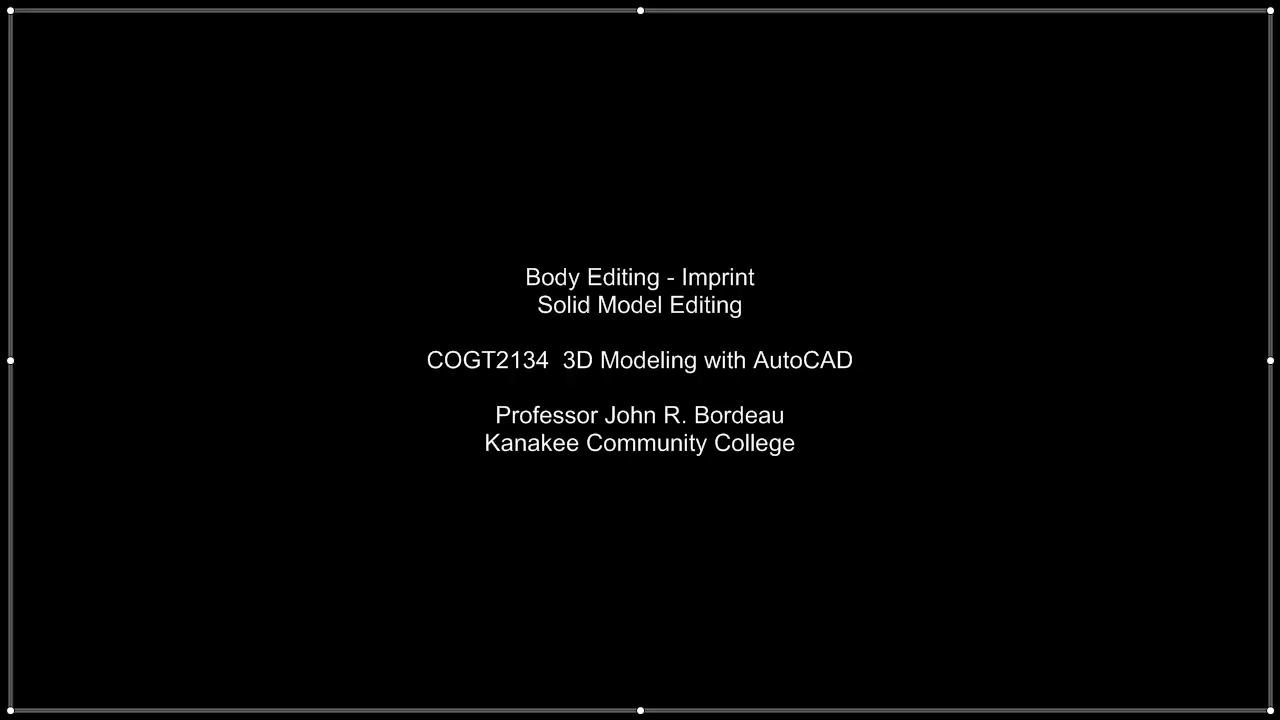 Body Editing - Imprint
Solid Model Editing
COGT2134  3D Modeling with AutoCAD
Professor John R. Bordeau
Kanakee Community College